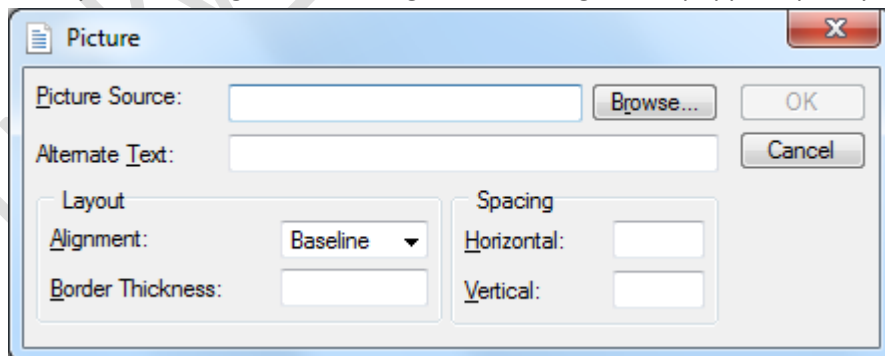 Picture
Picture Source:
Browse...
OK
Alternate Text:
Cancel
Layout
Spacing
Alignment:
Baseline
Horizontal:
Border Thickness:
Vertical: